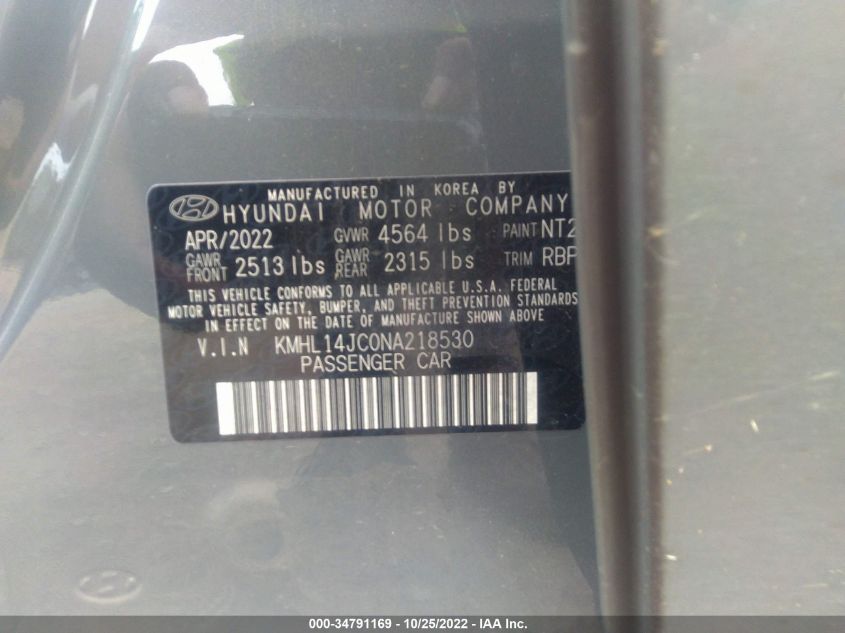 MANUFACTURED IN KOREA BY
HYUNDAI MOTOR COMPANY
APR/2022 GVWR 4564 lbs PAINT NT2
GAWR FRONT 2513 lbs GAWR REAR 2315 lbs TRIM RBP
THIS VEHICLE CONFORMS TO ALL APPLICABLE U.S.A. FEDERAL
MOTOR VEHICLE SAFETY, BUMPER, AND THEFT PREVENTION STANDARDS
IN EFFECT ON THE DATE OF MANUFACTURE SHOWN ABOVE
V.I.N KMHL14JC0NA218530
PASSENGER CAR
000-34791169 - 10/25/2022 - IAA Inc.